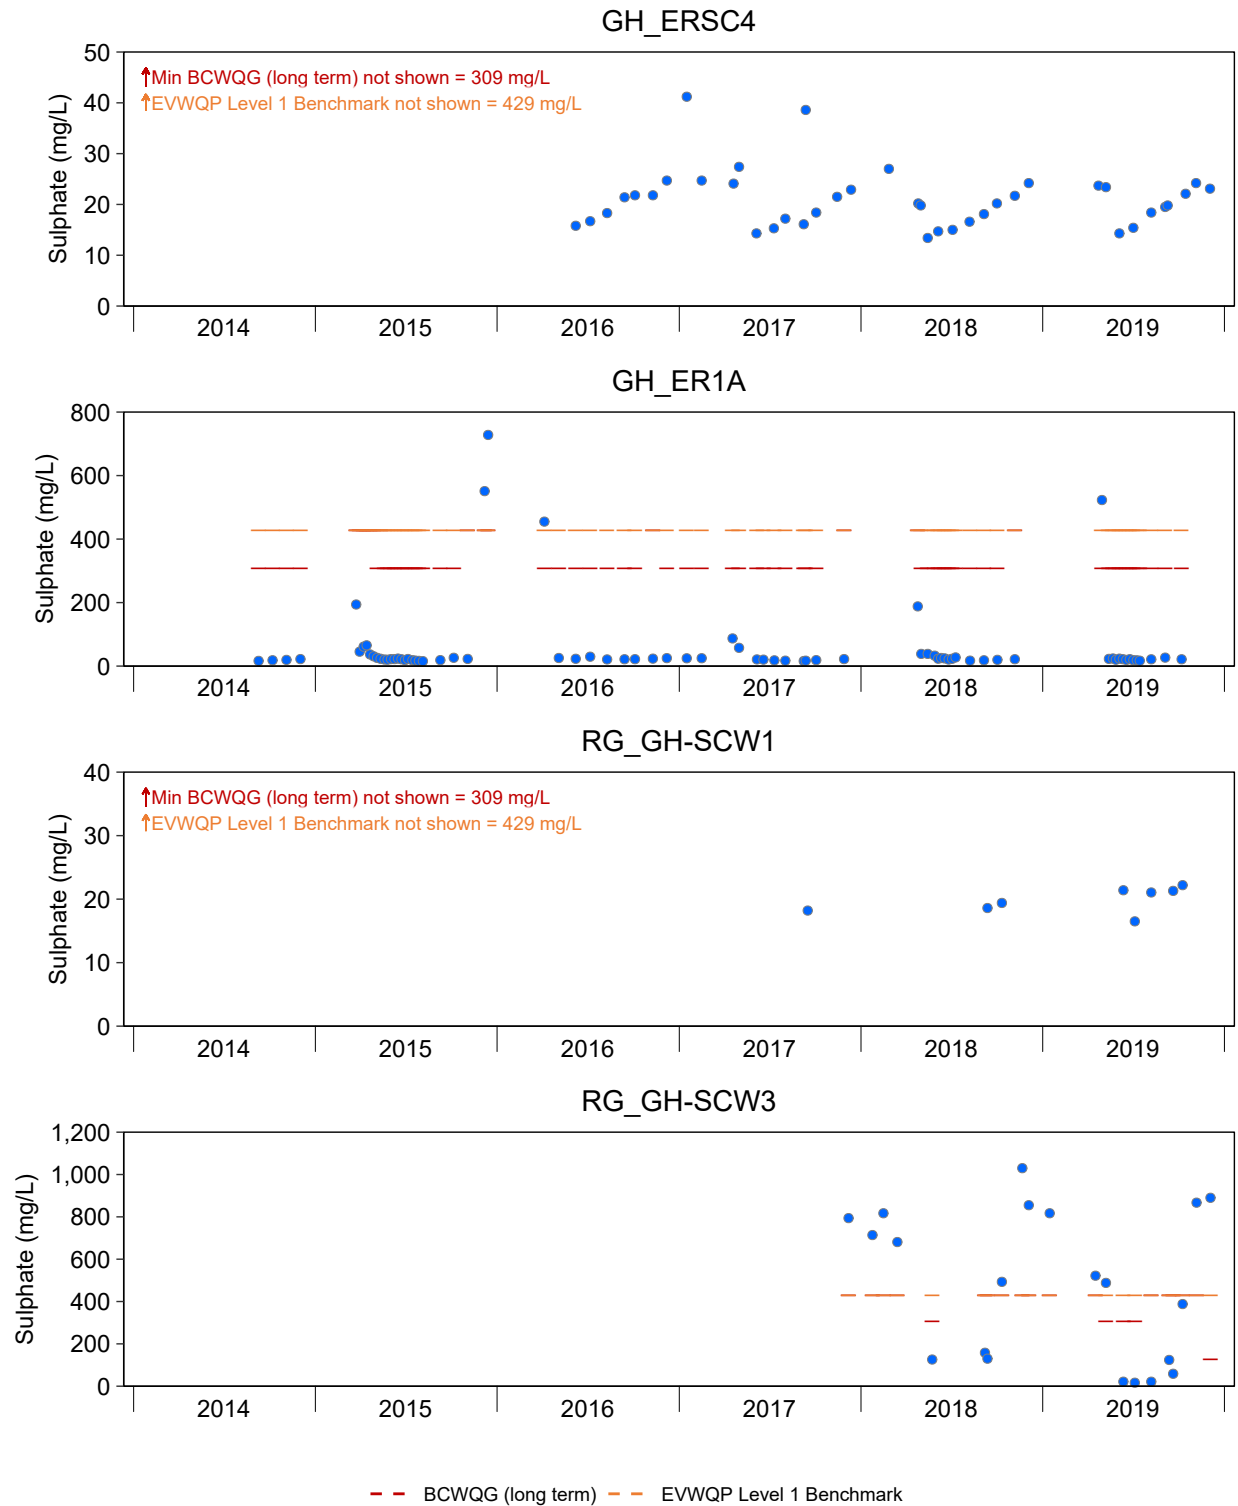 GH_ERSC4
Sulphate (mg/L)
50
40
30
20
10
0
Min BCWQG (long term) not shown = 309 mg/L
EVWQP Level 1 Benchmark not shown = 429 mg/L
2014 2015 2016 2017 2018 2019
GH_ER1A
Sulphate (mg/L)
800
600
400
200
0
2014 2015 2016 2017 2018 2019
RG_GH-SCW1
Sulphate (mg/L)
40
30
20
10
0
Min BCWQG (long term) not shown = 309 mg/L
EVWQP Level 1 Benchmark not shown = 429 mg/L
2014 2015 2016 2017 2018 2019
RG_GH-SCW3
Sulphate (mg/L)
1,200
1,000
800
600
400
200
0
2014 2015 2016 2017 2018 2019
BCWQG (long term) EVWQP Level 1 Benchmark